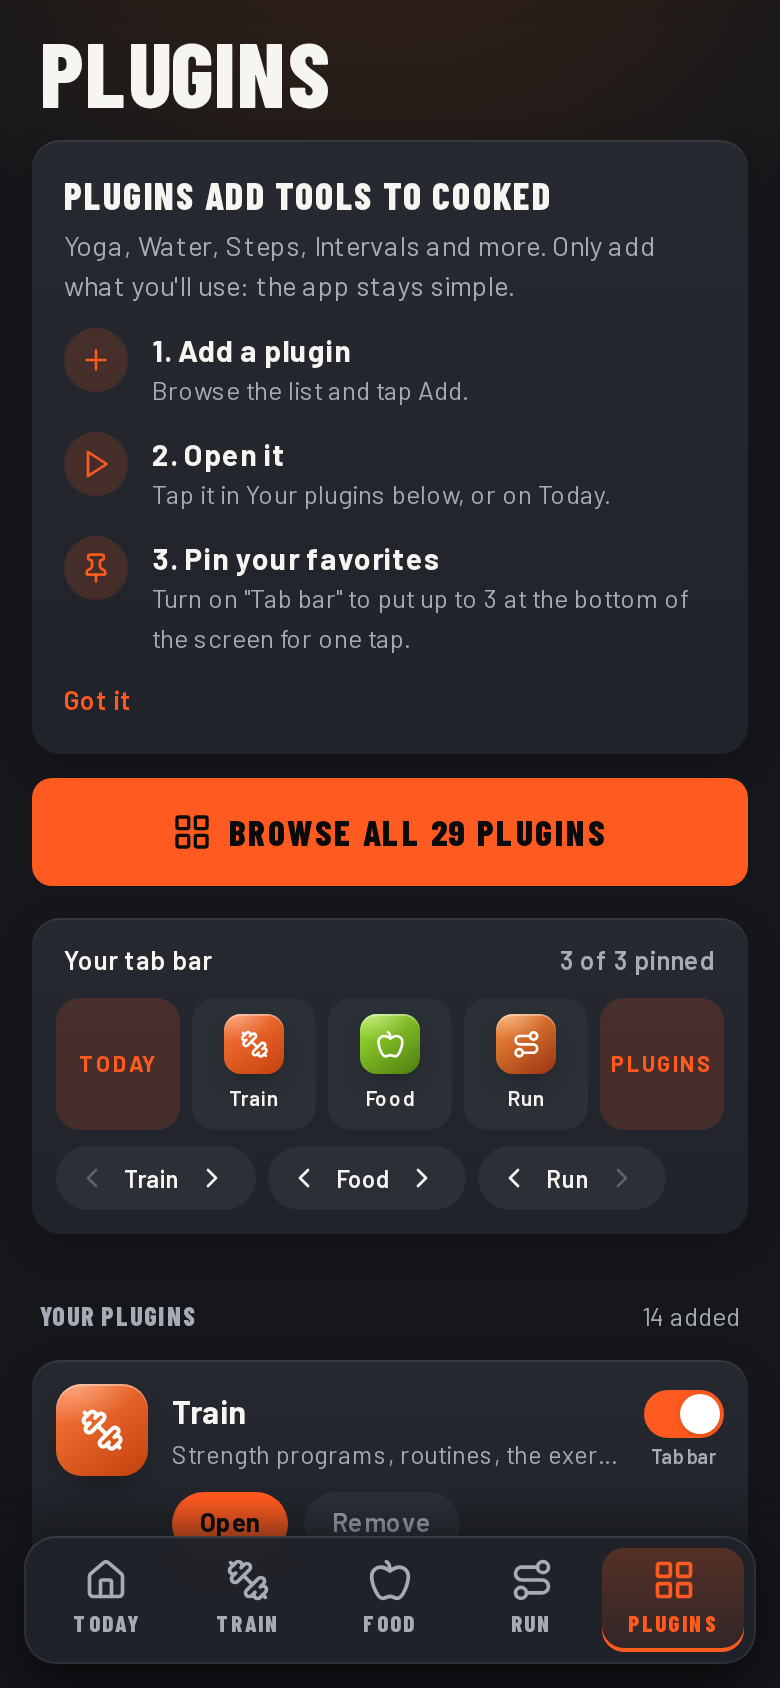 PLUGINS
PLUGINS ADD TOOLS TO COOKED
Yoga, Water, Steps, Intervals and more. Only add
what you'll use: the app stays simple.
1. Add a plugin
Browse the list and tap Add.
2. Open it
Tap it in Your plugins below, or on Today.
3. Pin your favorites
Turn on "Tab bar" to put up to 3 at the bottom of
the screen for one tap.
Got it
BROWSE ALL 29 PLUGINS
Your tab bar
3 of 3 pinned
TODAY
Train
Food
Run
PLUGINS
Train
Food
Run
YOUR PLUGINS
14 added
Train
Strength programs, routines, the exer...
Tab bar
Open
Remove
TODAY
TRAIN
FOOD
RUN
PLUGINS